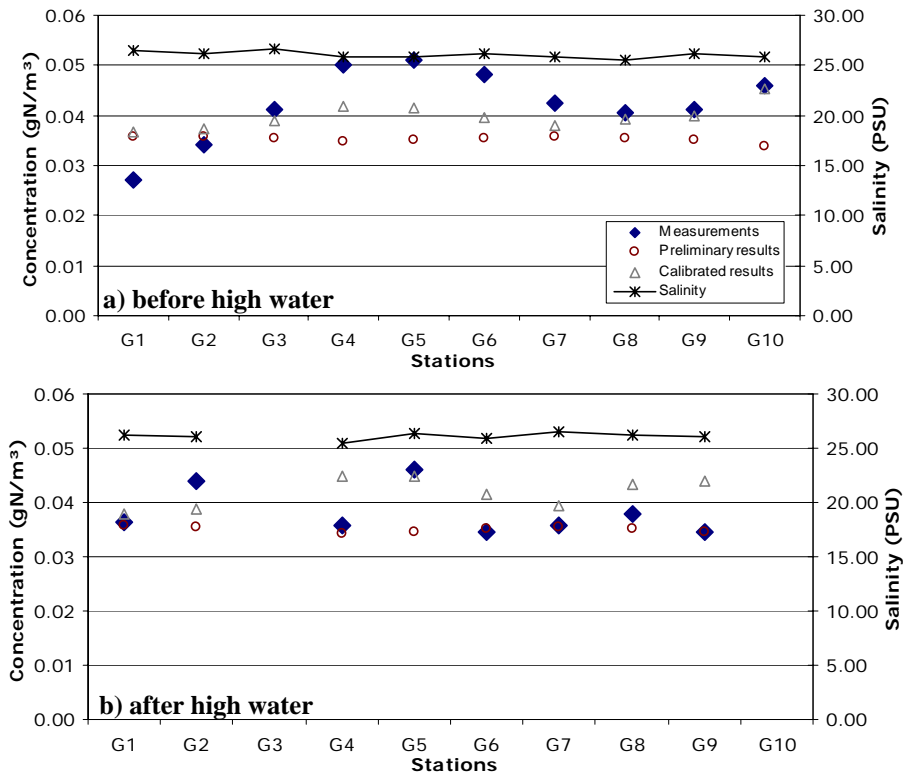 0.06
0.05
0.04
0.03
0.02
0.01
0.00
Concentration (gN/m³)
30.00
25.00
20.00
15.00
10.00
5.00
0.00
Salinity (PSU)
Measurements
Preliminary results
Calibrated results
Salinity
a) before high water
G1 G2 G3 G4 G5 G6 G7 G8 G9 G10
Stations
0.06
0.05
0.04
0.03
0.02
0.01
0.00
Concentration (gN/m³)
30.00
25.00
20.00
15.00
10.00
5.00
0.00
Salinity (PSU)
b) after high water
G1 G2 G3 G4 G5 G6 G7 G8 G9 G10
Stations